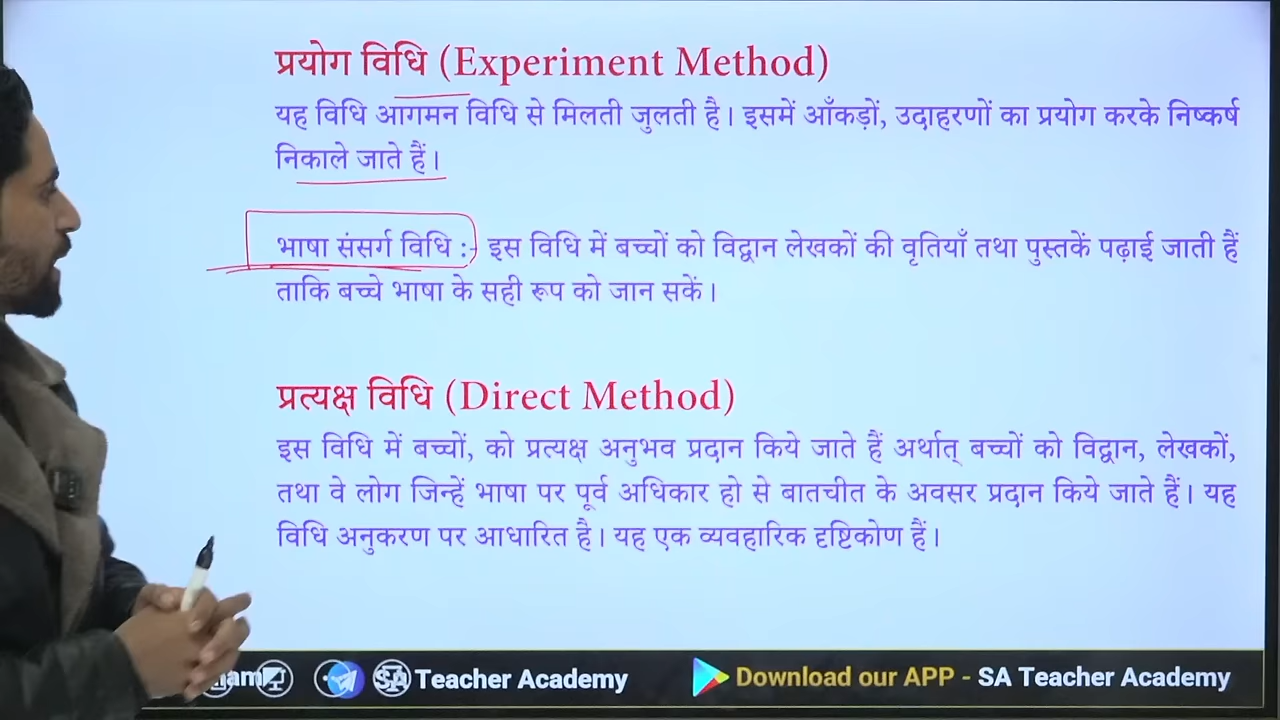 प्रयोग विधि (Experiment Method)
यह विधि आगमन विधि से मिलती जुलती है। इसमें आँकड़ों, उदाहरणों का प्रयोग करके निष्कर्ष
निकाले जाते हैं।
भाषा संसर्ग विधि :- इस विधि में बच्चों को विद्वान लेखकों की वृतियाँ तथा पुस्तकें पढ़ाई जाती हैं
ताकि बच्चे भाषा के सही रूप को जान सकें।
प्रत्यक्ष विधि (Direct Method)
इस विधि में बच्चों, को प्रत्यक्ष अनुभव प्रदान किये जाते हैं अर्थात् बच्चों को विद्वान, लेखकों,
तथा वे लोग जिन्हें भाषा पर पूर्व अधिकार हो से बातचीत के अवसर प्रदान किये जाते हैं। यह
विधि अनुकरण पर आधारित है। यह एक व्यवहारिक दृष्टिकोण हैं।
SA Teacher Academy Download our APP - SA Teacher Academy